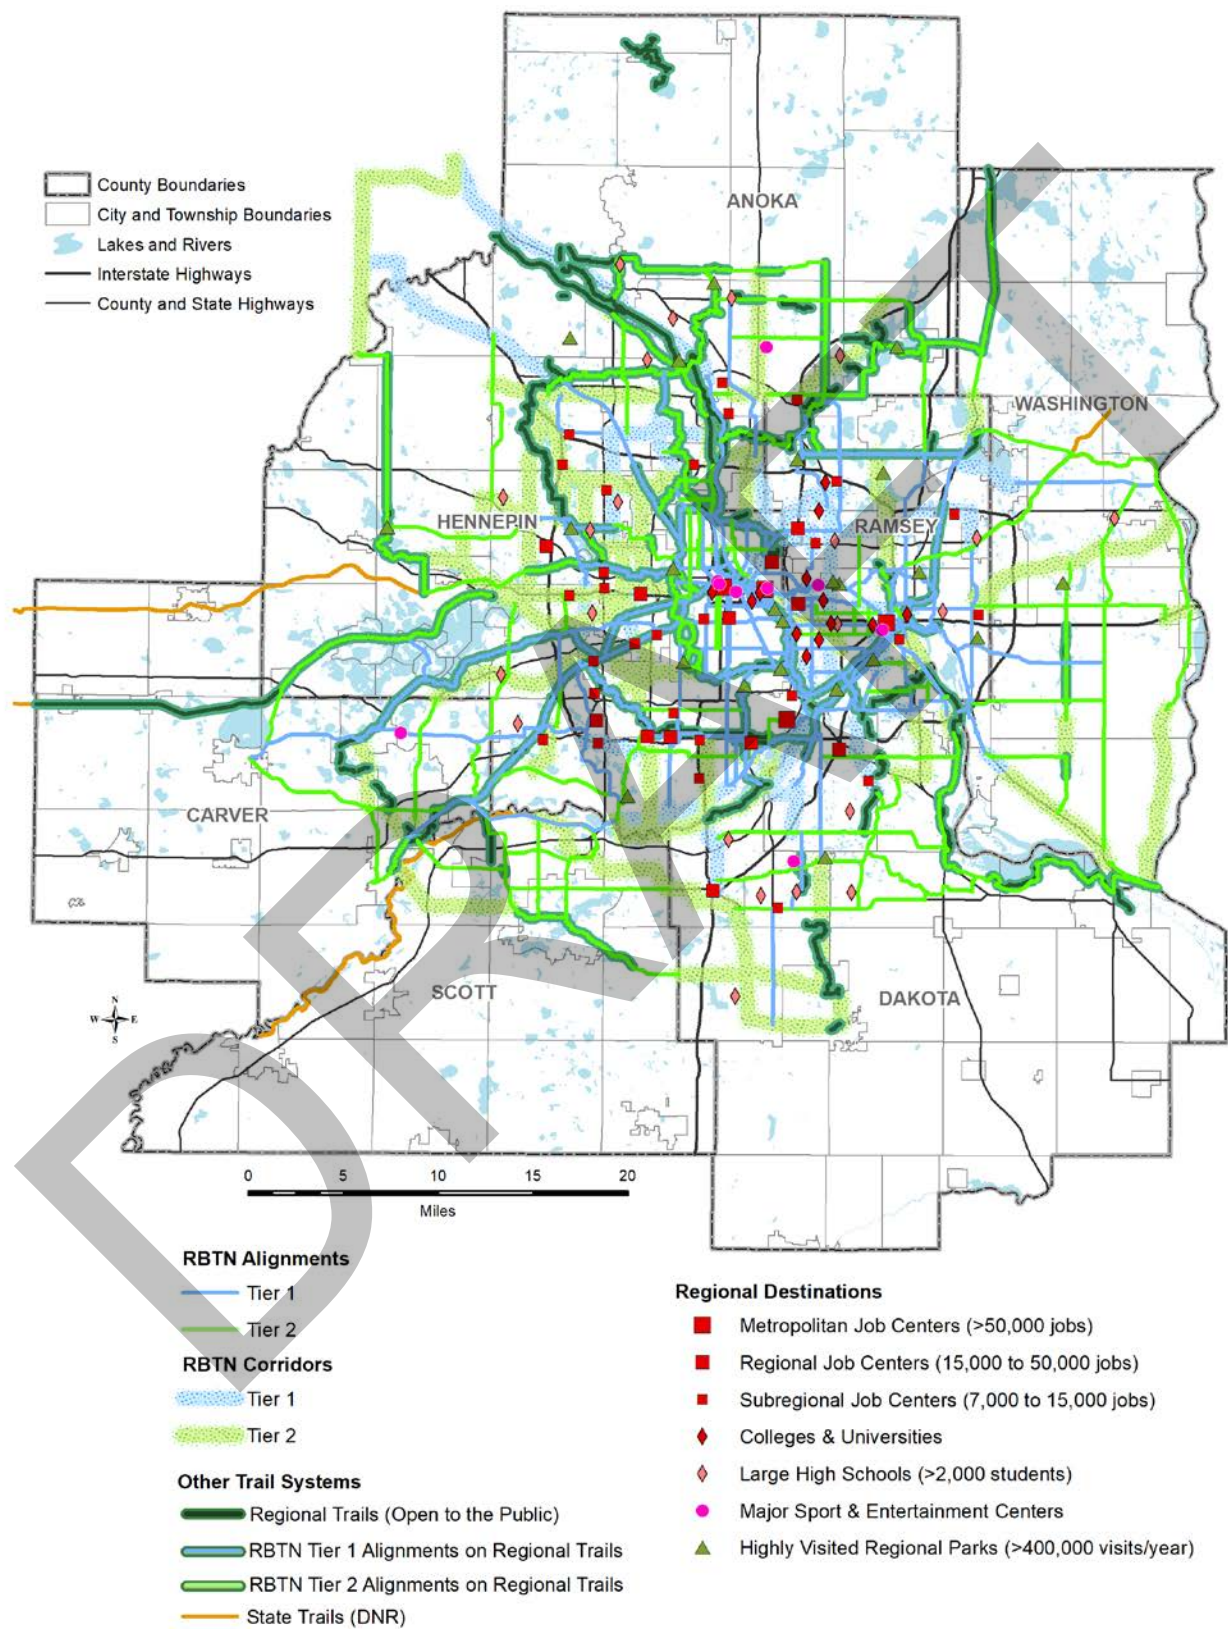 County Boundaries
City and Township Boundaries
Lakes and Rivers
Interstate Highways
County and State Highways
ANOKA
WASHINGTON
HENNEPIN
RAMSEY
CARVER
SCOTT
DAKOTA
DRAFT
N
W E
S
0 5 10 15 20
Miles
RBTN Alignments
Tier 1
Tier 2
RBTN Corridors
Tier 1
Tier 2
Other Trail Systems
Regional Trails (Open to the Public)
RBTN Tier 1 Alignments on Regional Trails
RBTN Tier 2 Alignments on Regional Trails
State Trails (DNR)
Regional Destinations
Metropolitan Job Centers (>50,000 jobs)
Regional Job Centers (15,000 to 50,000 jobs)
Subregional Job Centers (7,000 to 15,000 jobs)
Colleges & Universities
Large High Schools (>2,000 students)
Major Sport & Entertainment Centers
Highly Visited Regional Parks (>400,000 visits/year)